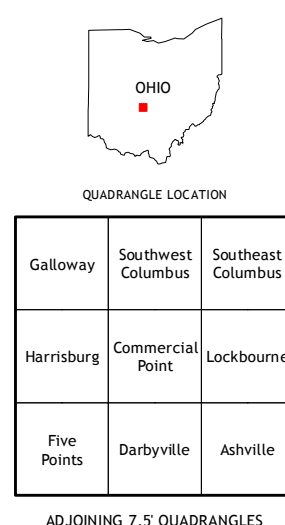 OHIO
QUADRANGLE LOCATION
Galloway
Southwest
Columbus
Southeast
Columbus
Harrisburg
Commercial
Point
Lockbourne
Five
Points
Darbyville
Ashville
ADJOINING 7.5' QUADRANGLES